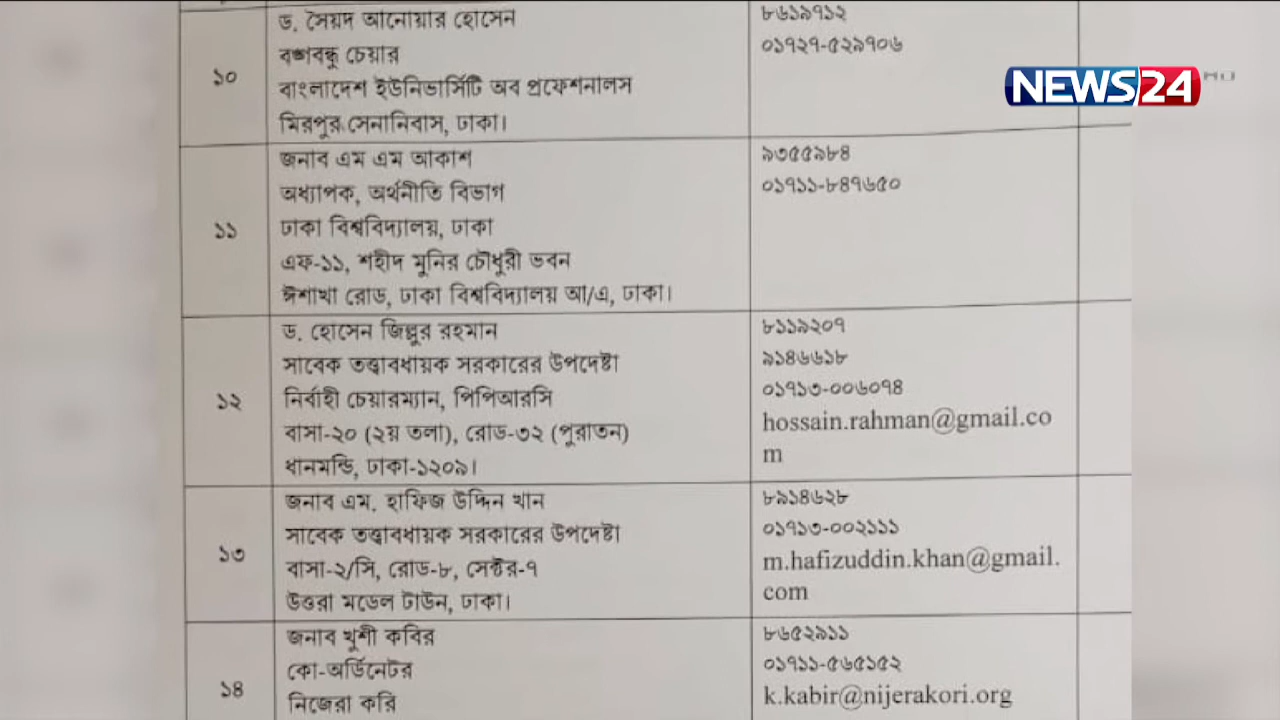 ড. সৈয়দ আনোয়ার হোসেন
বঙ্গবন্ধু চেয়ার
১০
বাংলাদেশ ইউনিভার্সিটি অব প্রফেশনালস
মিরপুর সেনানিবাস, ঢাকা।
৮৬১৯৭১২
০১৭২৭-৫২৯৭০৬
NEWS24
HD
জনাব এম এম আকাশ
অধ্যাপক, অর্থনীতি বিভাগ
১১
ঢাকা বিশ্ববিদ্যালয়, ঢাকা
এফ-১১, শহীদ মুনির চৌধুরী ভবন
ঈশাখা রোড, ঢাকা বিশ্ববিদ্যালয় আ/এ, ঢাকা।
৯৩৫৫৯৮৪
০১৭১১-৮৪৭৬৫০
ড. হোসেন জিল্লুর রহমান
সাবেক তত্ত্বাবধায়ক সরকারের উপদেষ্টা
১২
নির্বাহী চেয়ারম্যান, পিপিআরসি
বাসা-২০ (২য় তলা), রোড-৩২ (পুরাতন)
ধানমন্ডি, ঢাকা-১২০৯।
৮১১৯২০৭
৯১৪৬৬১৮
০১৭১৩-০০৬০৭৪
hossain.rahman@gmail.co
m
জনাব এম. হাফিজ উদ্দিন খান
সাবেক তত্ত্বাবধায়ক সরকারের উপদেষ্টা
১৩
বাসা-২/সি, রোড-৮, সেক্টর-৭
উত্তরা মডেল টাউন, ঢাকা।
৮৯১৪৬২৮
০১৭১৩-০০২১১১
m.hafizuddin.khan@gmail.
com
জনাব খুশী কবির
কো-অর্ডিনেটর
১৪
নিজেরা করি
৮৬৫২৯১১
০১৭১১-৫৬৫১৫২
k.kabir@nijerakori.org